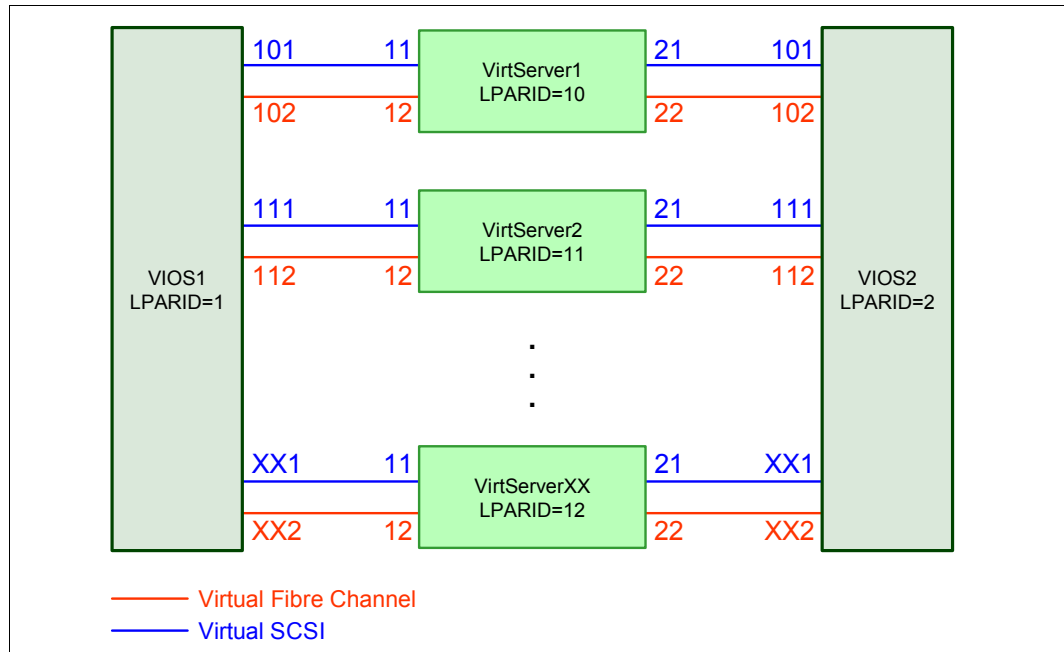 101 11 21 101
VirtServer1
LPARID=10
102 12 22 102
111 11 21 111
VirtServer2
LPARID=11
112 12 22 112
VIOS1
LPARID=1
VIOS2
LPARID=2
XX1 11 21 XX1
VirtServerXX
LPARID=12
XX2 12 22 XX2
Virtual Fibre Channel
Virtual SCSI